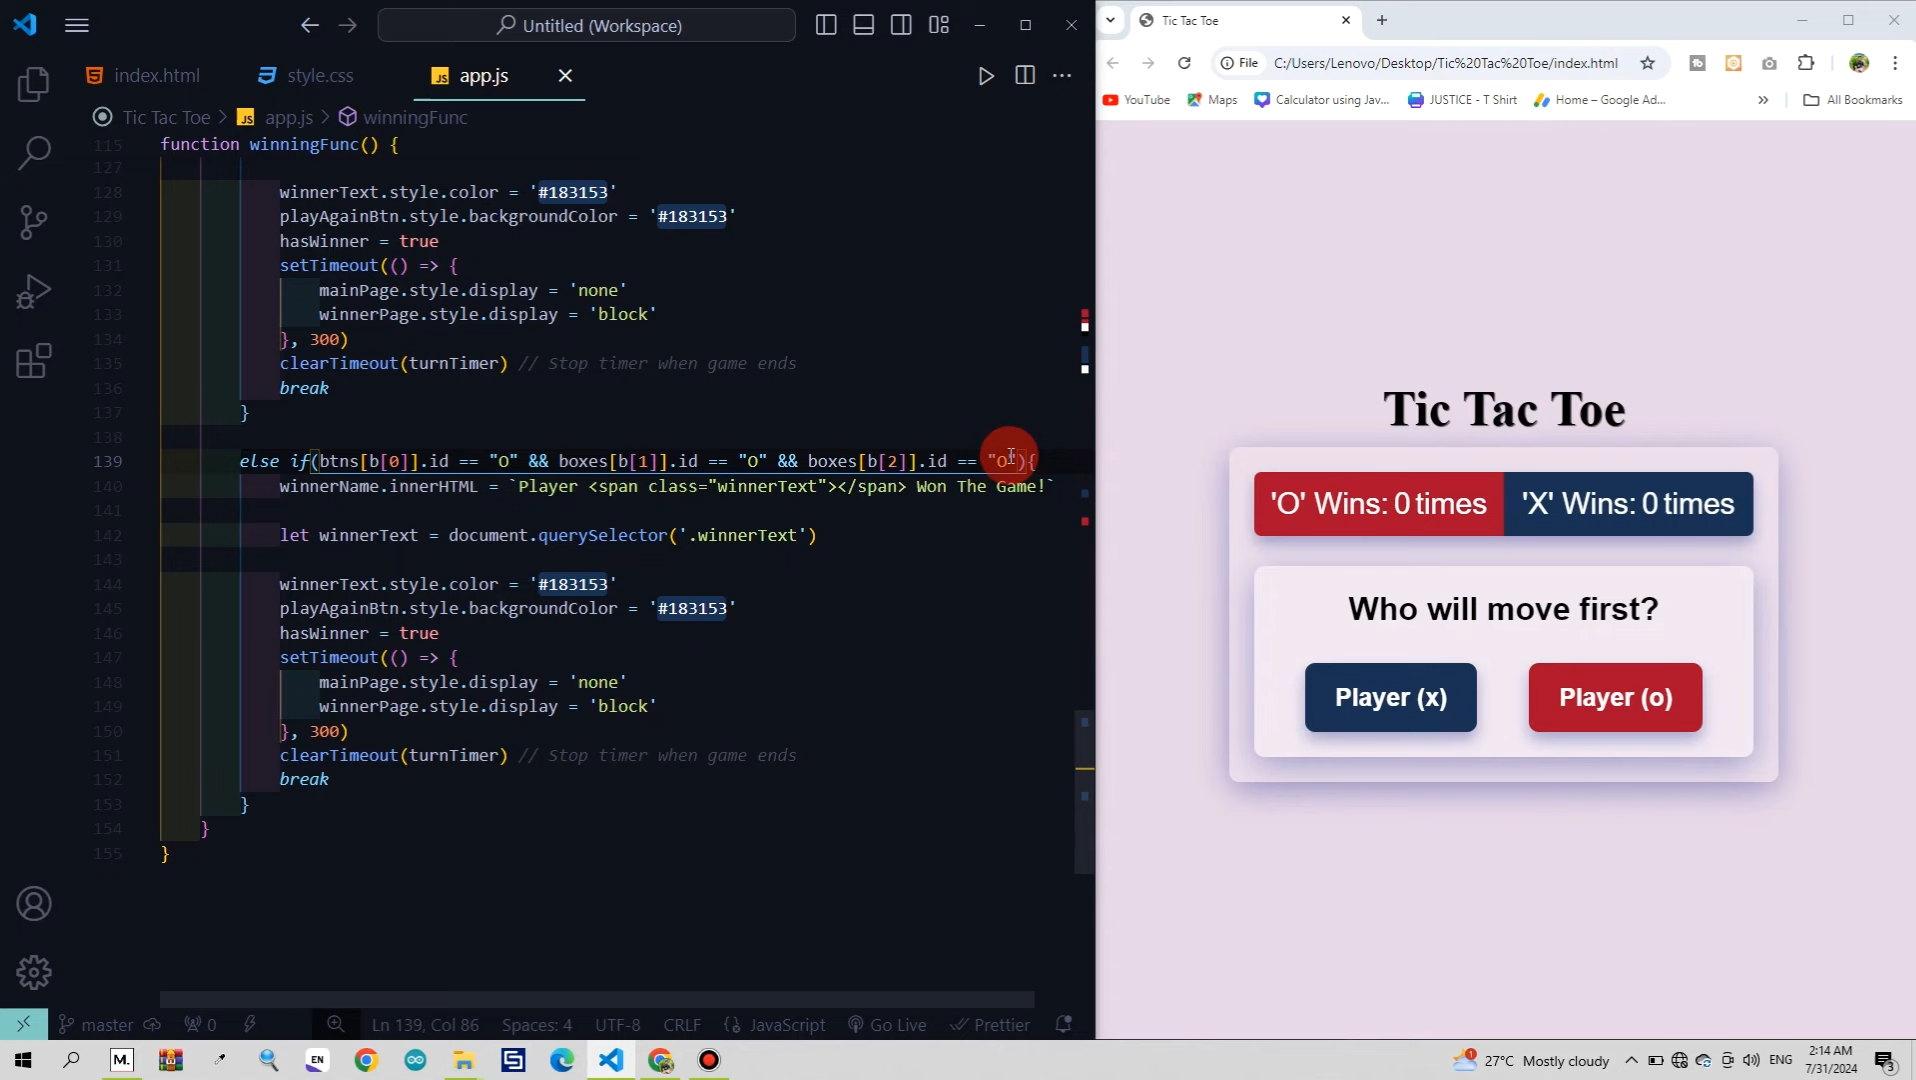 Untitled (Workspace)
index.html
style.css
JS app.js
Tic Tac Toe > JS app.js > winningFunc
115 function winningFunc() {
127
128 winnerText.style.color = '#183153'
129 playAgainBtn.style.backgroundColor = '#183153'
130 hasWinner = true
131 setTimeout(() => {
132 mainPage.style.display = 'none'
133 winnerPage.style.display = 'block'
134 }, 300)
135 clearTimeout(turnTimer) // Stop timer when game ends
136 break
137 }
138
139 else if(btns[b[0]].id == "O" && boxes[b[1]].id == "O" && boxes[b[2]].id == "O"){
140 winnerName.innerHTML = `Player <span class="winnerText"></span> Won The Game!`
141
142 let winnerText = document.querySelector('.winnerText')
143
144 winnerText.style.color = '#183153'
145 playAgainBtn.style.backgroundColor = '#183153'
146 hasWinner = true
147 setTimeout(() => {
148 mainPage.style.display = 'none'
149 winnerPage.style.display = 'block'
150 }, 300)
151 clearTimeout(turnTimer) // Stop timer when game ends
152 break
153 }
154 }
155 }
master
0
Ln 139, Col 86
Spaces: 4
UTF-8
CRLF
JavaScript
Go Live
Prettier
Tic Tac Toe
File
C:/Users/Lenovo/Desktop/Tic%20Tac%20Toe/index.html
YouTube
Maps
Calculator using Jav...
JUSTICE - T Shirt
Home – Google Ad...
»
All Bookmarks
Tic Tac Toe
'O' Wins: 0 times
'X' Wins: 0 times
Who will move first?
Player (x)
Player (o)
M.
EN
27°C Mostly cloudy
ENG
2:14 AM
7/31/2024
3